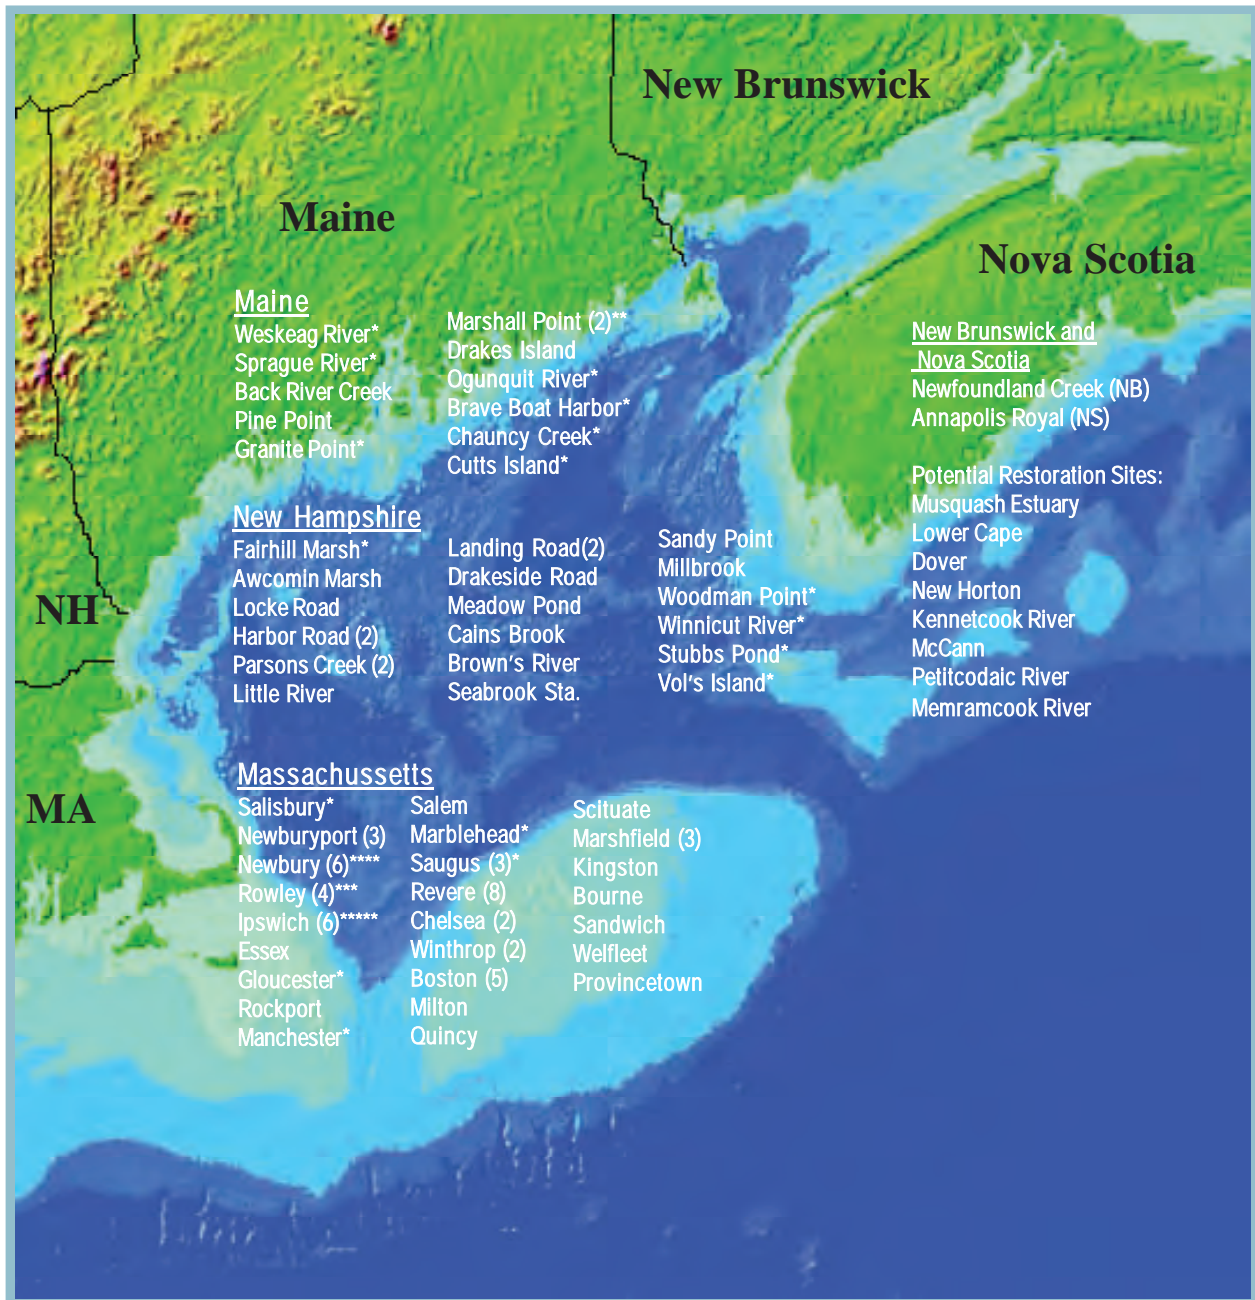 New Brunswick
Maine
Nova Scotia
NH
MA
Maine
Weskeag River*
Sprague River*
Back River Creek
Pine Point
Granite Point*
Marshall Point (2)**
Drakes Island
Ogunquit River*
Brave Boat Harbor*
Chauncy Creek*
Cutts Island*
New Brunswick and
Nova Scotia
Newfoundland Creek (NB)
Annapolis Royal (NS)
Potential Restoration Sites:
Musquash Estuary
Lower Cape
Dover
New Horton
Kennetcook River
McCann
Petitcodaic River
Memramcook River
New Hampshire
Fairhill Marsh*
Awcomin Marsh
Locke Road
Harbor Road (2)
Parsons Creek (2)
Little River
Landing Road(2)
Drakeside Road
Meadow Pond
Cains Brook
Brown's River
Seabrook Sta.
Sandy Point
Millbrook
Woodman Point*
Winnicut River*
Stubbs Pond*
Vol's Island*
Massachussetts
Salisbury*
Newburyport (3)
Newbury (6)****
Rowley (4)***
Ipswich (6)*****
Essex
Gloucester*
Rockport
Manchester*
Salem
Marblehead*
Saugus (3)*
Revere (8)
Chelsea (2)
Winthrop (2)
Boston (5)
Milton
Quincy
Scituate
Marshfield (3)
Kingston
Bourne
Sandwich
Welfleet
Provincetown